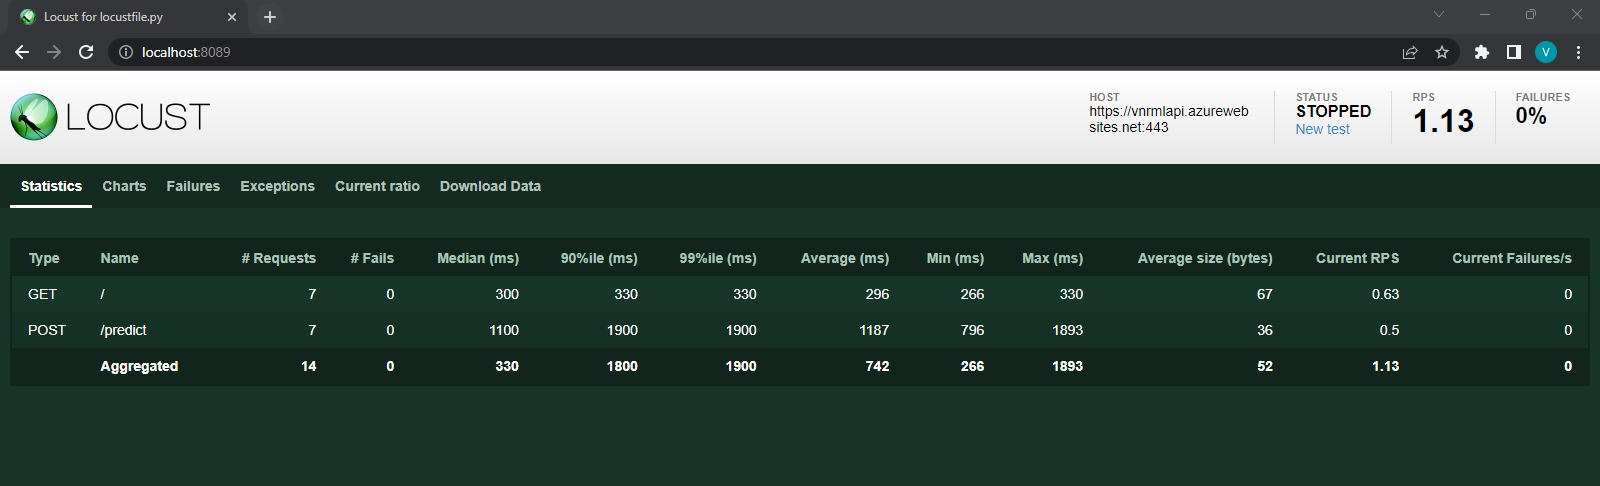 Locust for locustfile.py
localhost:8089
V
LOCUST
HOST
https://vnrmlapi.azureweb
sites.net:443
STATUS
STOPPED
New test
RPS
1.13
FAILURES
0%
Statistics Charts Failures Exceptions Current ratio Download Data
Type Name # Requests # Fails Median (ms) 90%ile (ms) 99%ile (ms) Average (ms) Min (ms) Max (ms) Average size (bytes) Current RPS Current Failures/s
GET / 7 0 300 330 330 296 266 330 67 0.63 0
POST /predict 7 0 1100 1900 1900 1187 796 1893 36 0.5 0
Aggregated 14 0 330 1800 1900 742 266 1893 52 1.13 0